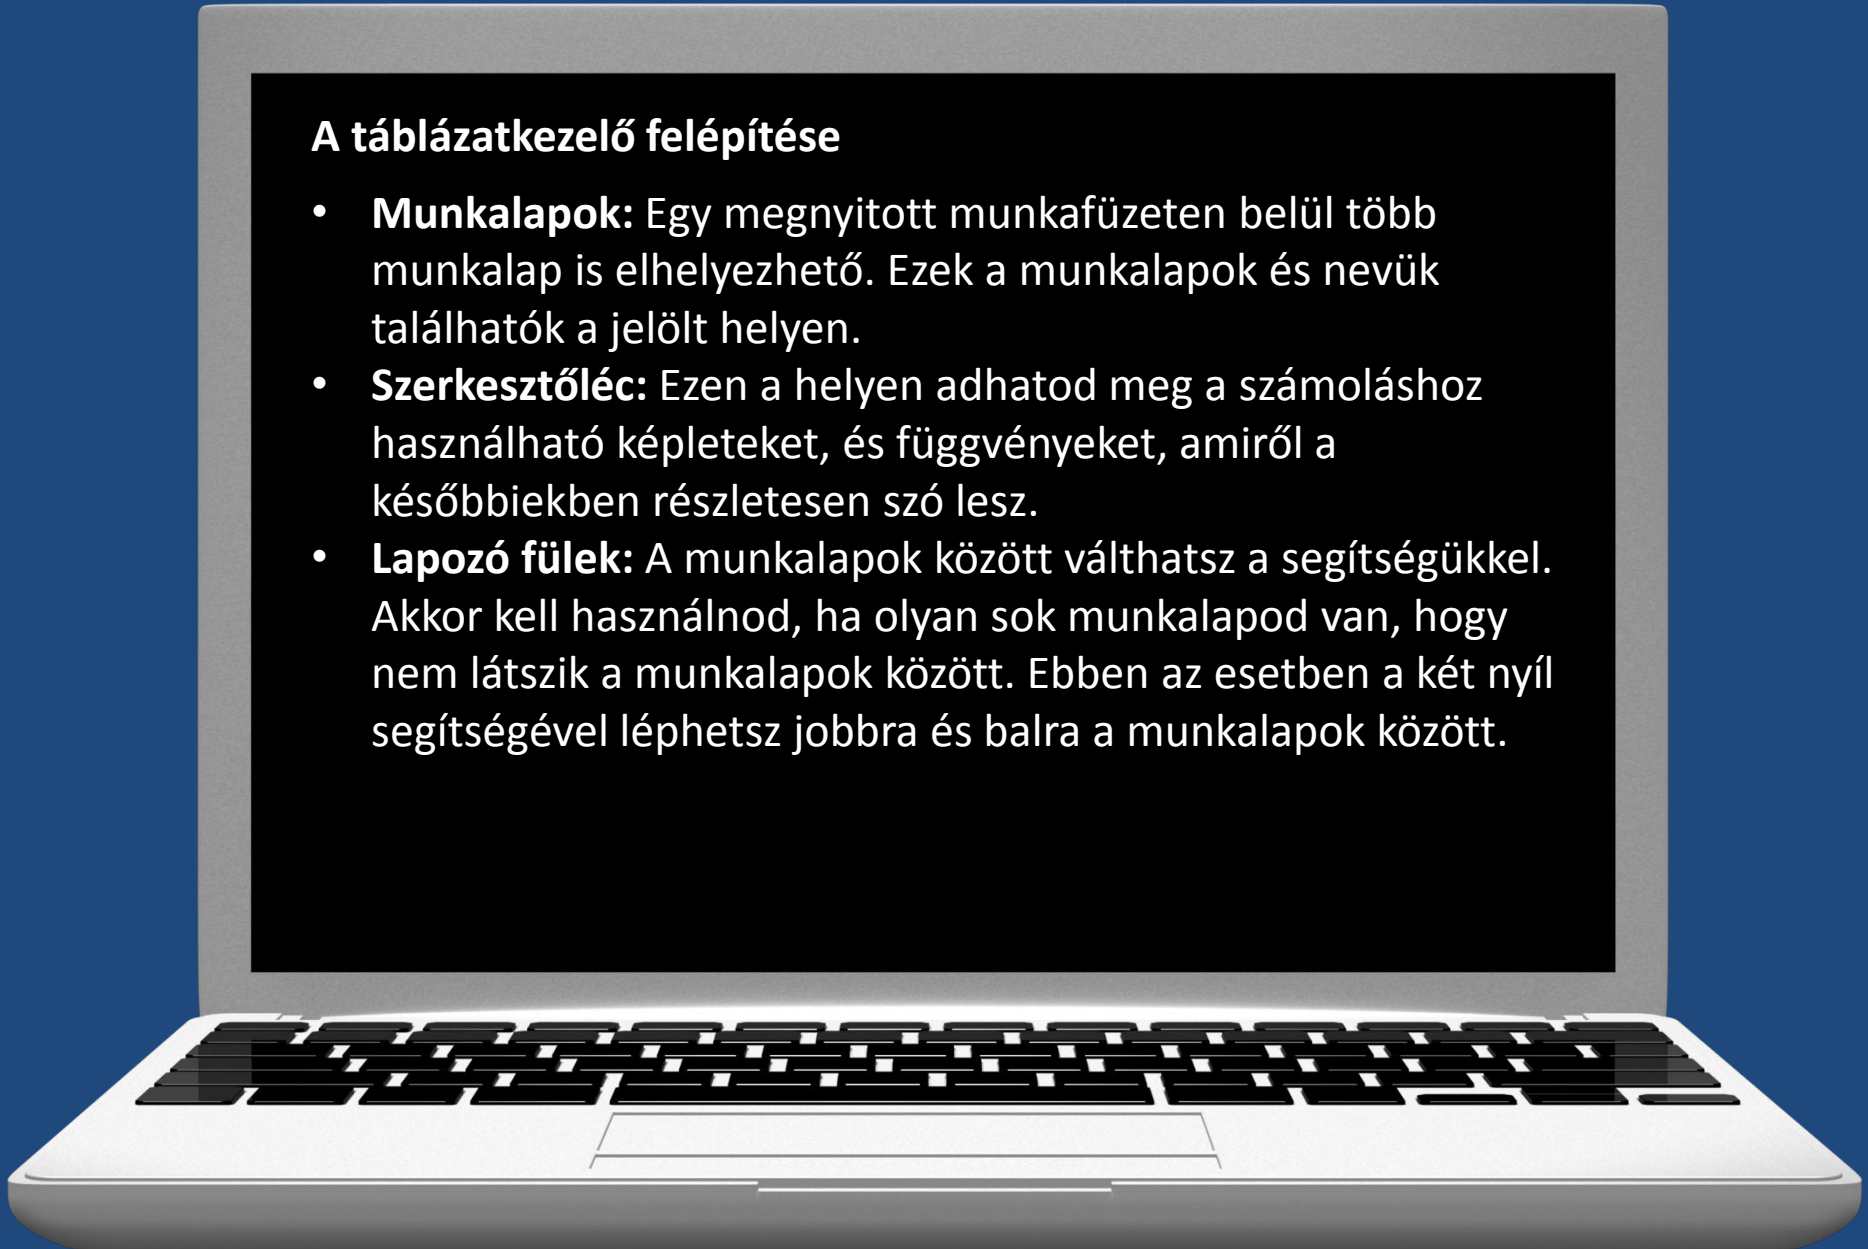 A táblázatkezelő felépítése
• Munkalapok: Egy megnyitott munkafüzeten belül több
munkalap is elhelyezhető. Ezek a munkalapok és nevük
találhatók a jelölt helyen.
• Szerkesztőléc: Ezen a helyen adhatod meg a számoláshoz
használható képleteket, és függvényeket, amiről a
későbbiekben részletesen szó lesz.
• Lapozó fülek: A munkalapok között válthatsz a segítségükkel.
Akkor kell használnod, ha olyan sok munkalapod van, hogy
nem látszik a munkalapok között. Ebben az esetben a két nyíl
segítségével léphetsz jobbra és balra a munkalapok között.